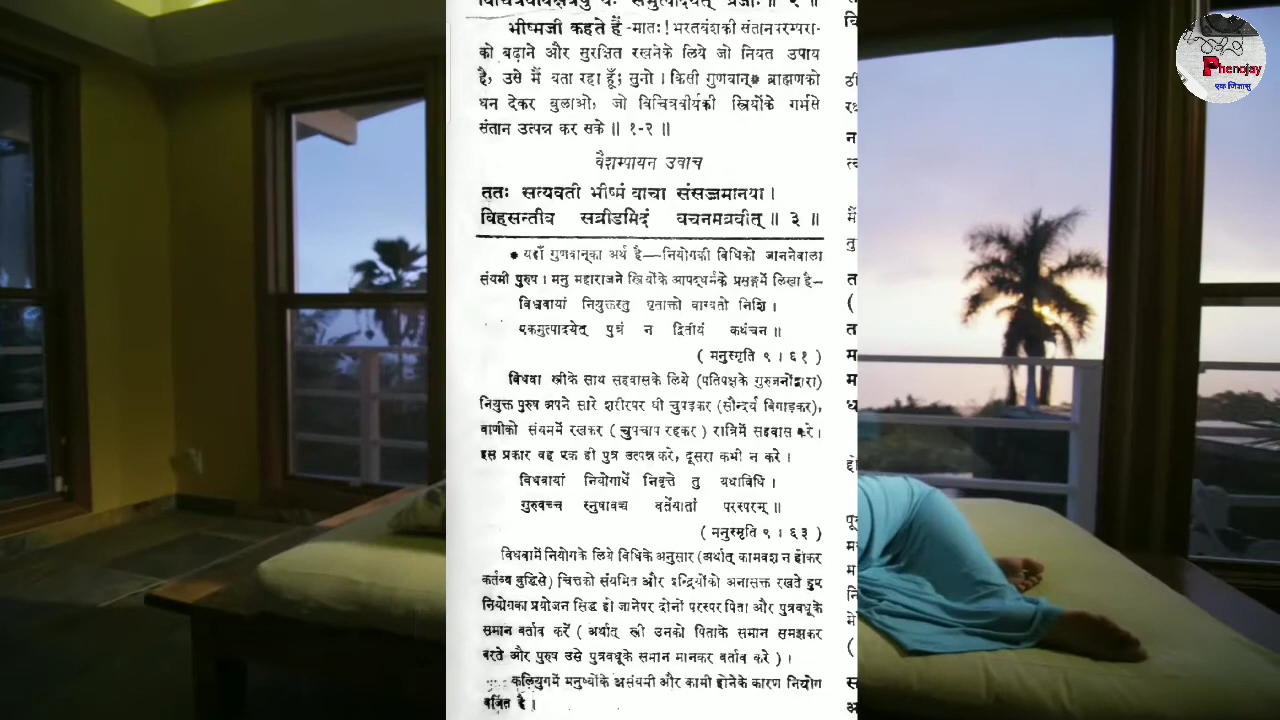 विचित्रवीर्यक्षेत्रेषु यः समुत्पादयेत् प्रजाः ॥ २ ॥
भीष्मजी कहते हैं -मातः! भरतवंशकी संतानपरम्परा-
को बढ़ाने और सुरक्षित रखनेके लिये जो नियत उपाय
है, उसे मैं बता रहा हूँ; सुनो । किसी गुणवान्* ब्राह्मणको
धन देकर बुलाओ, जो विचित्रवीर्यकी स्त्रियोंके गर्भसे
संतान उत्पन्न कर सके ॥ १-२ ॥
वैशम्पायन उवाच
ततः सत्यवती भीष्मं वाचा संसज्जमानया ।
विहसन्तीव सव्रीडमिदं वचनमब्रवीत् ॥ ३ ॥
* यहाँ गुणवान्‌का अर्थ है—नियोगकी विधिको जाननेवाला
संयमी पुरुष । मनु महाराजने स्त्रियोंके आपद्धर्मके प्रसङ्गमें लिखा है—
विधवायां नियुक्तस्तु घृताक्तो वाग्यतो निशि ।
एकमुत्पादयेत् पुत्रं न द्वितीयं कथंचन ॥
( मनुस्मृति ९ । ६१ )
विधवा स्त्रीके साथ सहवासके लिये (पतिपक्षके गुरुजनोंद्वारा)
नियुक्त पुरुष अपने सारे शरीरपर घी चुपड़कर (सौन्दर्य बिगाड़कर),
वाणीको संयममें रखकर ( चुपचाप रहकर ) रात्रिमें सहवास करे ।
इस प्रकार वह एक ही पुत्र उत्पन्न करे, दूसरा कभी न करे ।
विधवायां नियोगार्थे निवृत्ते तु यथाविधि ।
गुरुवच्च स्नुषावच्च वर्तेयातां परस्परम् ॥
( मनुस्मृति ९ । ६३ )
विधवामें नियोगके लिये विधिके अनुसार (अर्थात् कामवश न होकर
कर्तव्य बुद्धिसे) चित्तको संयमित और इन्द्रियोंको अनासक्त रखते हुए
नियोगका प्रयोजन सिद्ध हो जानेपर दोनों परस्पर पिता और पुत्रवधूके
समान बर्ताव करें ( अर्थात् स्त्री उनको पिताके समान समझकर
बरते और पुरुष उसे पुत्रवधूके समान मानकर बर्ताव करे ) ।
कलियुगमें मनुष्योंके असंयमी और कामी होनेके कारण नियोग
वर्जित है ।
Phenojay
एक जिज्ञासु